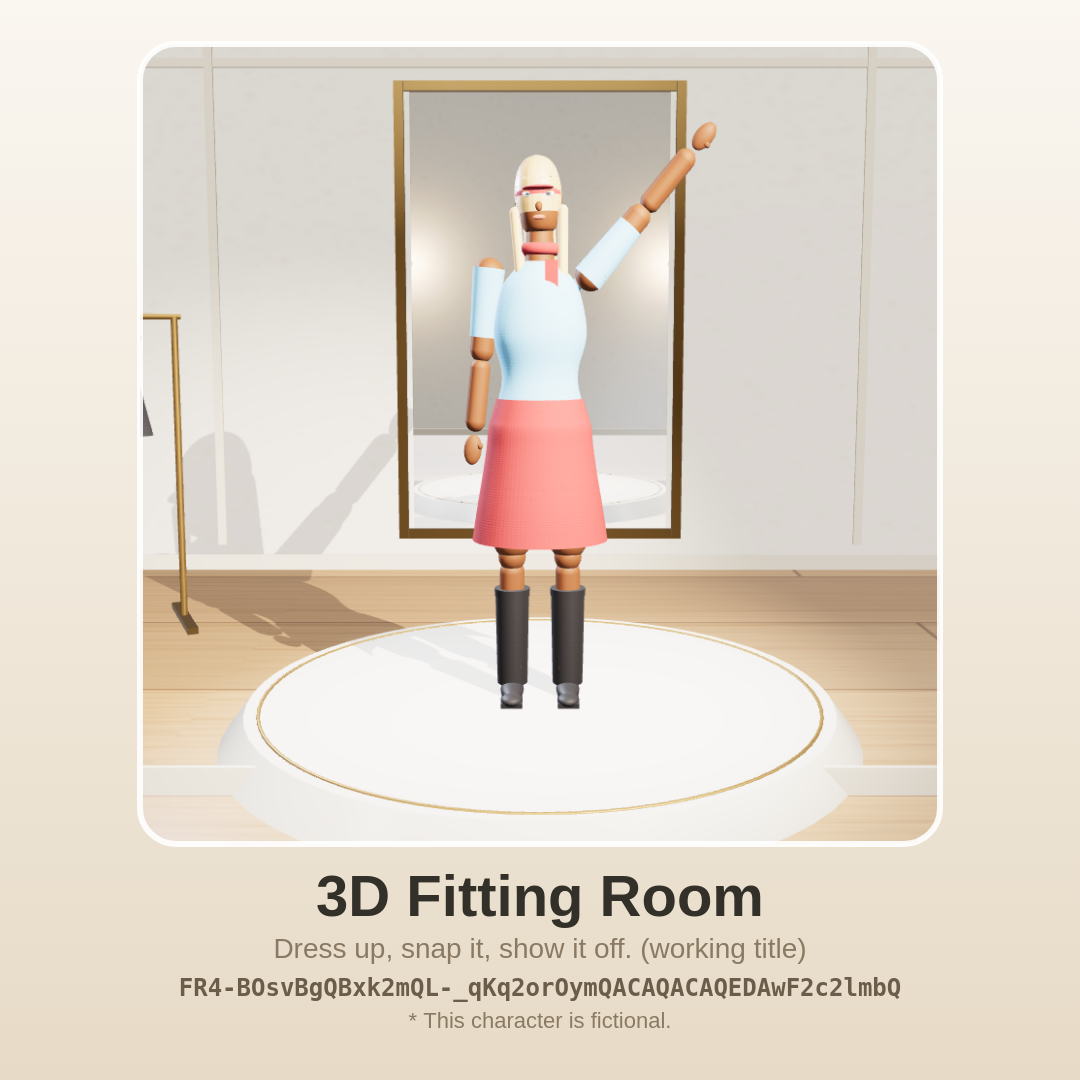 3D Fitting Room
Dress up, snap it, show it off. (working title)
FR4-BOsvBgQBxk2mQL-_qKq2orOymQACAQACAQEDAwF2c2lmbQ
* This character is fictional.